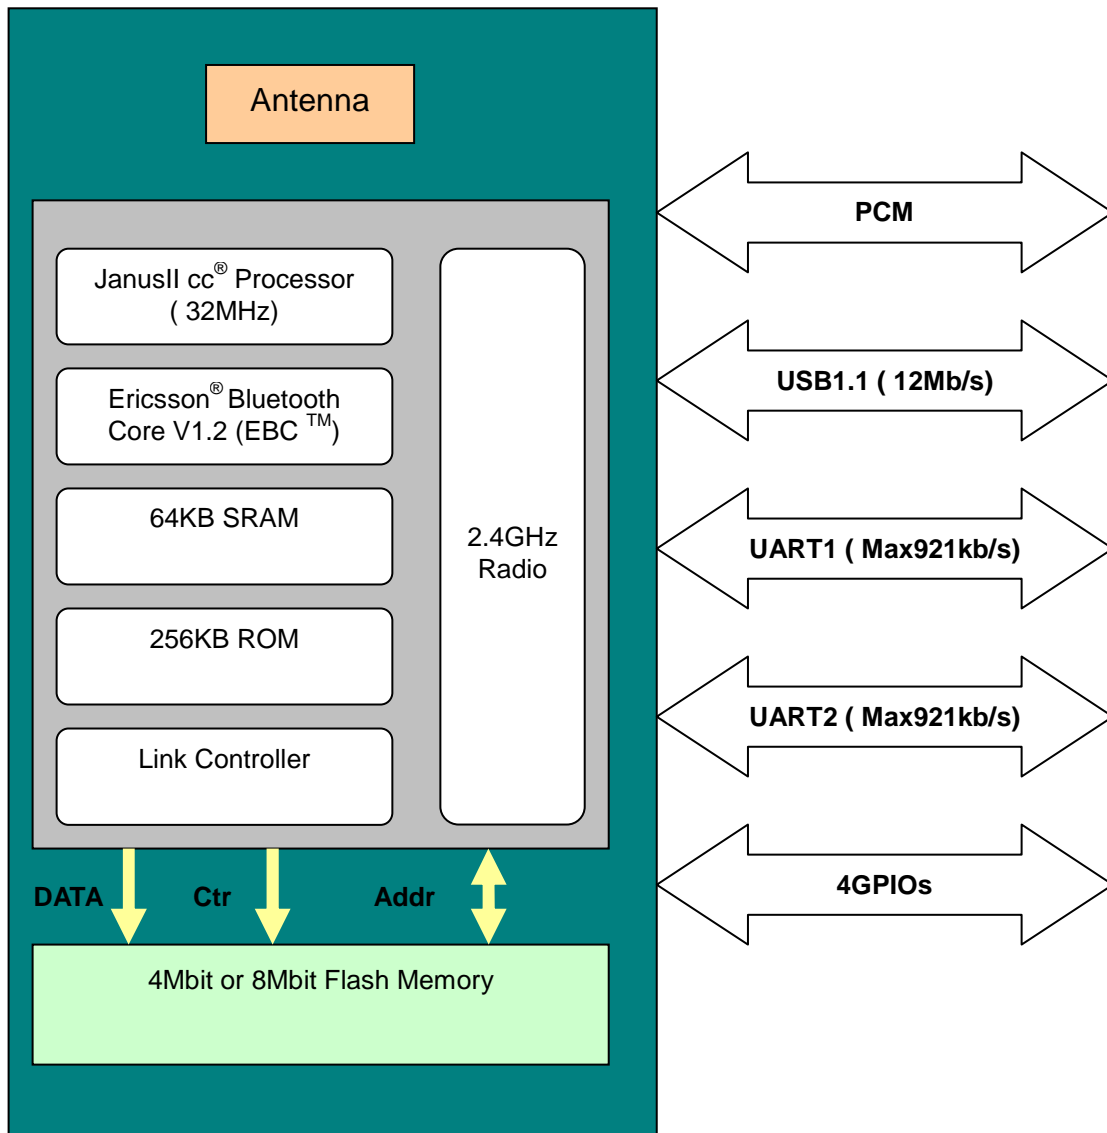 Antenna
JanusII cc® Processor
( 32MHz)
Ericsson® Bluetooth
Core V1.2 (EBC ™)
64KB SRAM
256KB ROM
Link Controller
2.4GHz
Radio
DATA
Ctr
Addr
4Mbit or 8Mbit Flash Memory
PCM
USB1.1 ( 12Mb/s)
UART1 ( Max921kb/s)
UART2 ( Max921kb/s)
4GPIOs